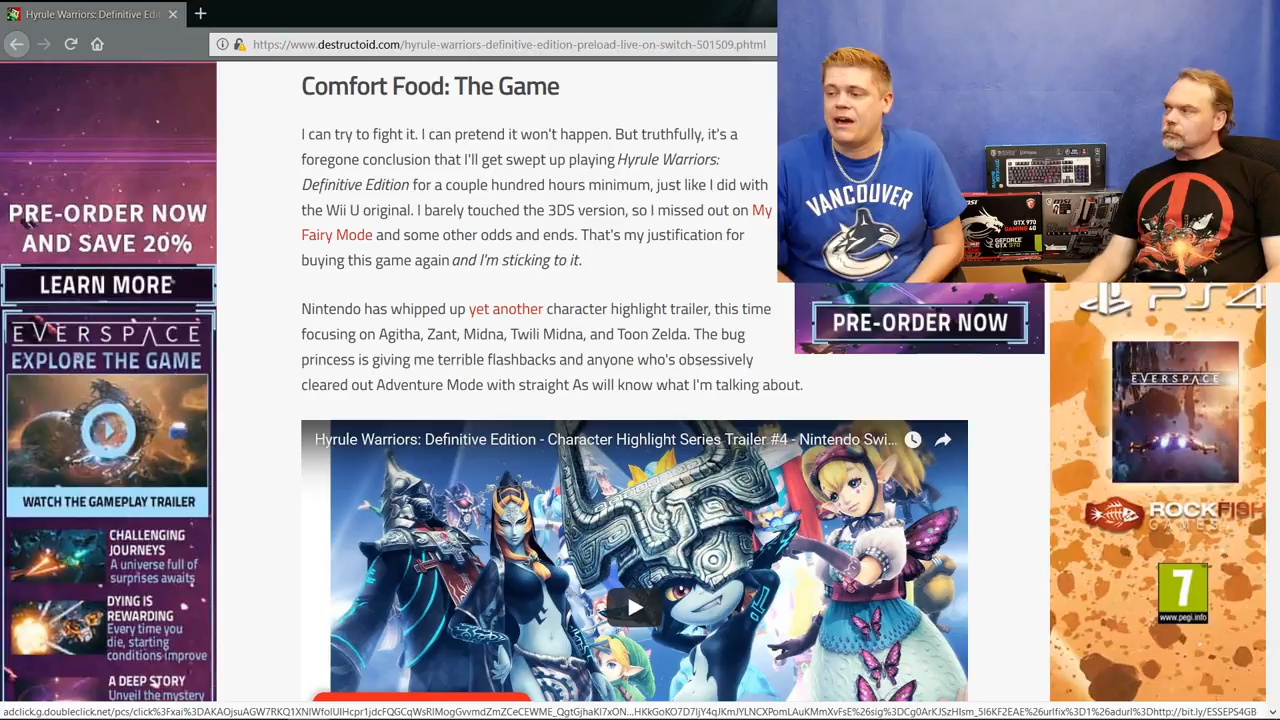 Hyrule Warriors: Definitive Edit
https://www.destructoid.com/hyrule-warriors-definitive-edition-preload-live-on-switch-501509.phtml
Comfort Food: The Game
I can try to fight it. I can pretend it won't happen. But truthfully, it's a
foregone conclusion that I'll get swept up playing Hyrule Warriors:
Definitive Edition for a couple hundred hours minimum, just like I did with
the Wii U original. I barely touched the 3DS version, so I missed out on My
Fairy Mode and some other odds and ends. That's my justification for
buying this game again and I'm sticking to it.
Nintendo has whipped up yet another character highlight trailer, this time
focusing on Agitha, Zant, Midna, Twili Midna, and Toon Zelda. The bug
princess is giving me terrible flashbacks and anyone who's obsessively
cleared out Adventure Mode with straight As will know what I'm talking about.
Hyrule Warriors: Definitive Edition - Character Highlight Series Trailer #4 - Nintendo Swi...
PRE-ORDER NOW
AND SAVE 20%
LEARN MORE
EVERSPACE
EXPLORE THE GAME
WATCH THE GAMEPLAY TRAILER
CHALLENGING
JOURNEYS
A universe full of
surprises awaits
DYING IS
REWARDING
Every time you
die, starting
conditions improve
A DEEP STORY
Unveil the mystery
VANCOUVER
msi
GTX 970
GAMING 4G
GEFORCE
GTX 970
PRE-ORDER NOW
PS4
EVERSPACE
ROCKFISH
GAMES
7
www.pegi.info